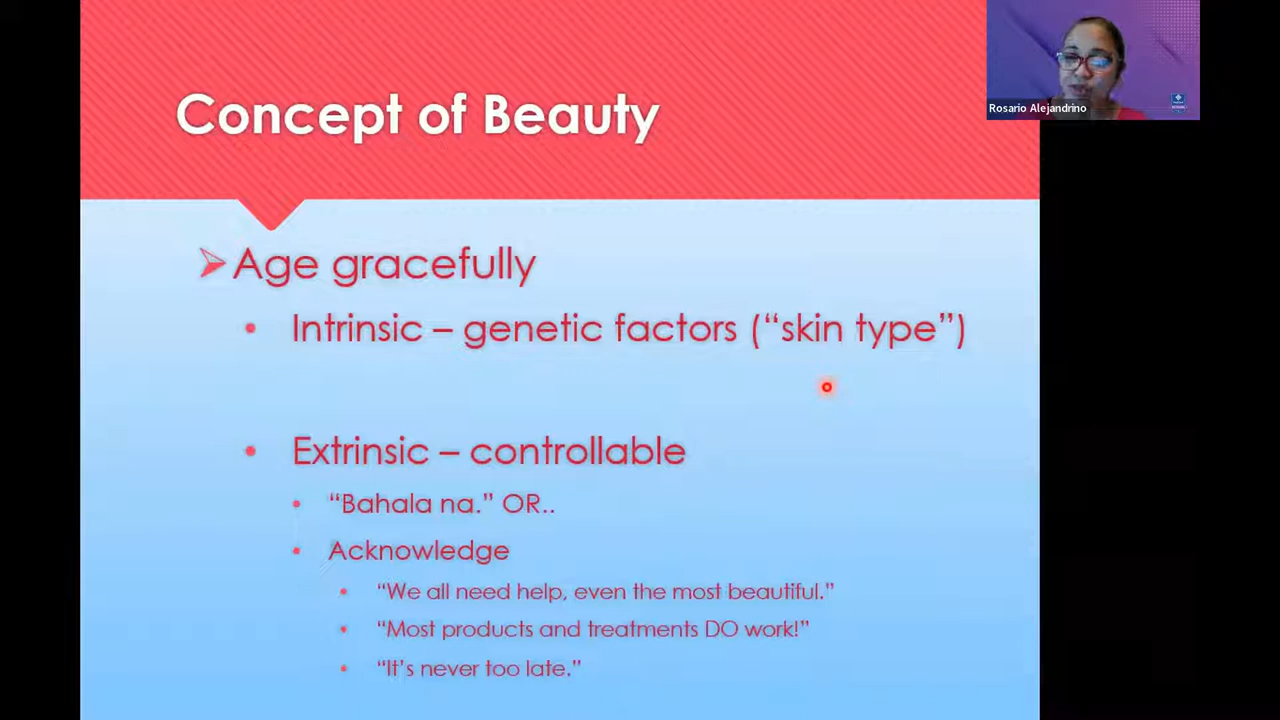 Concept of Beauty
Rosario Alejandrino
Age gracefully
Intrinsic – genetic factors (“skin type”)
Extrinsic – controllable
“Bahala na.” OR..
Acknowledge
“We all need help, even the most beautiful.”
“Most products and treatments DO work!”
“It’s never too late.”